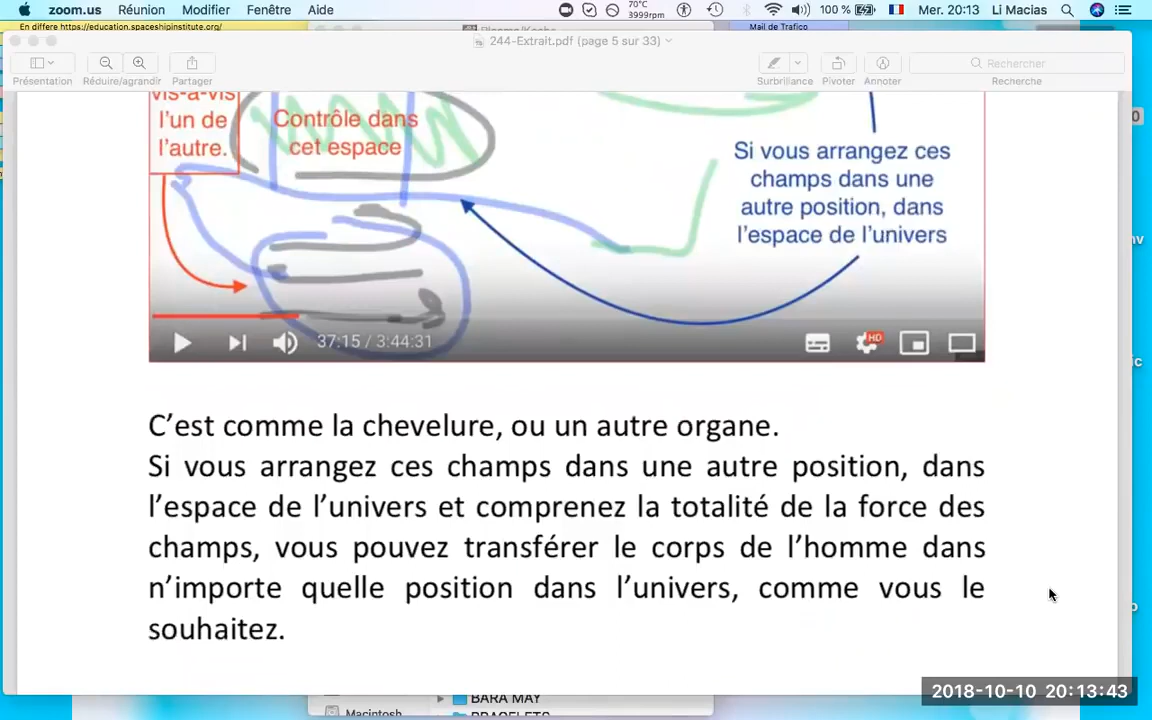 zoom.us Réunion Modifier Fenêtre Aide 70°C 3999rpm 100 % Mer. 20:13 Li Macias
En differe https://education.spaceshipinstitute.org/
Mail de Trafico
244-Extrait.pdf (page 5 sur 33)
Rechercher
Présentation Réduire/agrandir Partager Surbrillance Pivoter Annoter Recherche
vis-à-vis
l'un de
l'autre.
Contrôle dans
cet espace
Si vous arrangez ces
champs dans une
autre position, dans
l'espace de l'univers
37:15 / 3:44:31
HD
C'est comme la chevelure, ou un autre organe.
Si vous arrangez ces champs dans une autre position, dans
l'espace de l'univers et comprenez la totalité de la force des
champs, vous pouvez transférer le corps de l'homme dans
n'importe quelle position dans l'univers, comme vous le
souhaitez.
BARA MAY
Macintosh
BRACELETS
2018-10-10 20:13:43